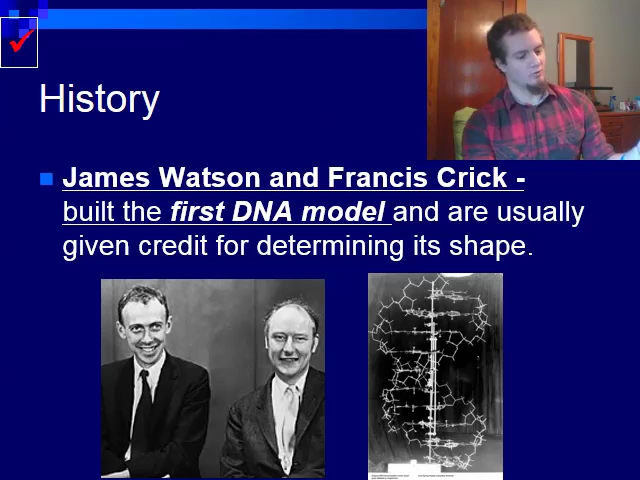 History
James Watson and Francis Crick -
built the first DNA model and are usually
given credit for determining its shape.